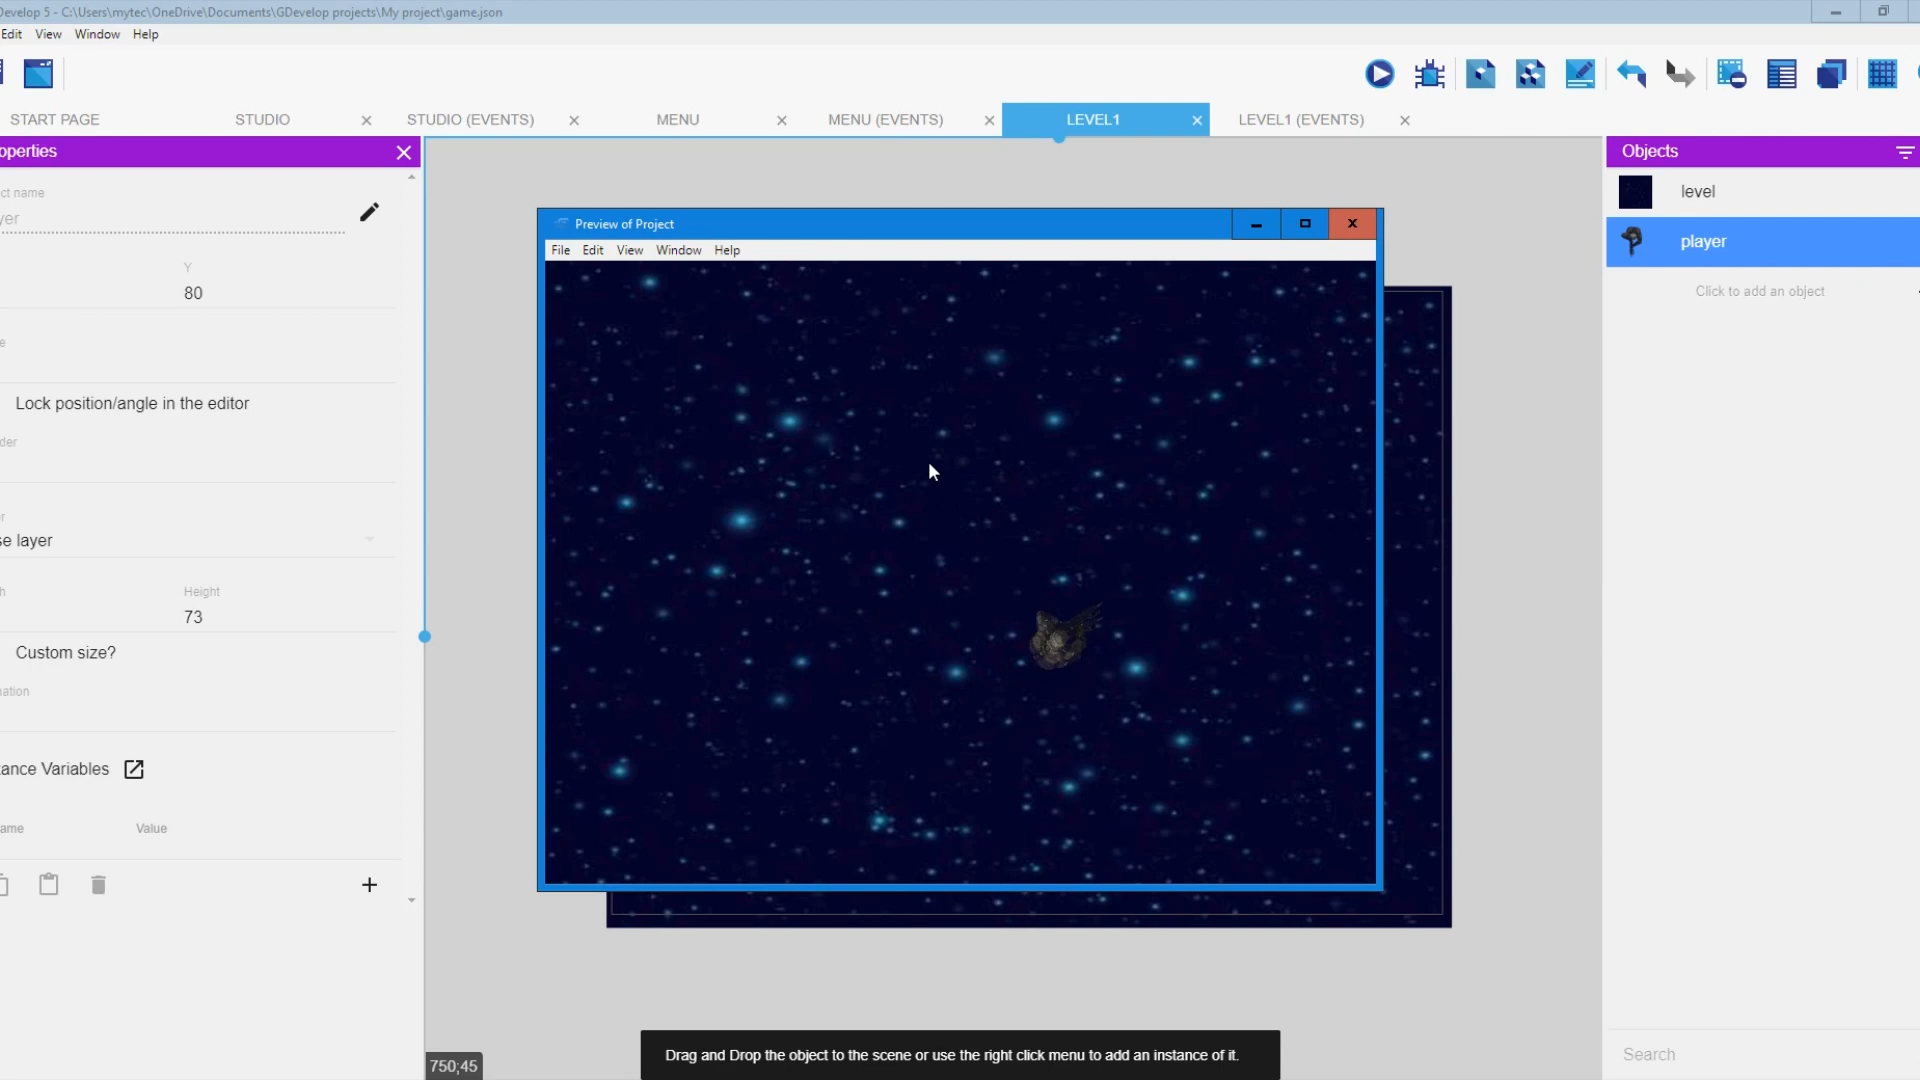 Develop 5 - C:\Users\mytec\OneDrive\Documents\GDevelop projects\My project\game.json
Edit View Window Help
START PAGE STUDIO STUDIO (EVENTS) MENU MENU (EVENTS) LEVEL1 LEVEL1 (EVENTS)
operties
ct name
yer
Y
80
e
Lock position/angle in the editor
der
r
se layer
h Height
73
Custom size?
nation
tance Variables
ame Value
Preview of Project
File Edit View Window Help
Objects
level
player
Click to add an object
Search
750;45
Drag and Drop the object to the scene or use the right click menu to add an instance of it.